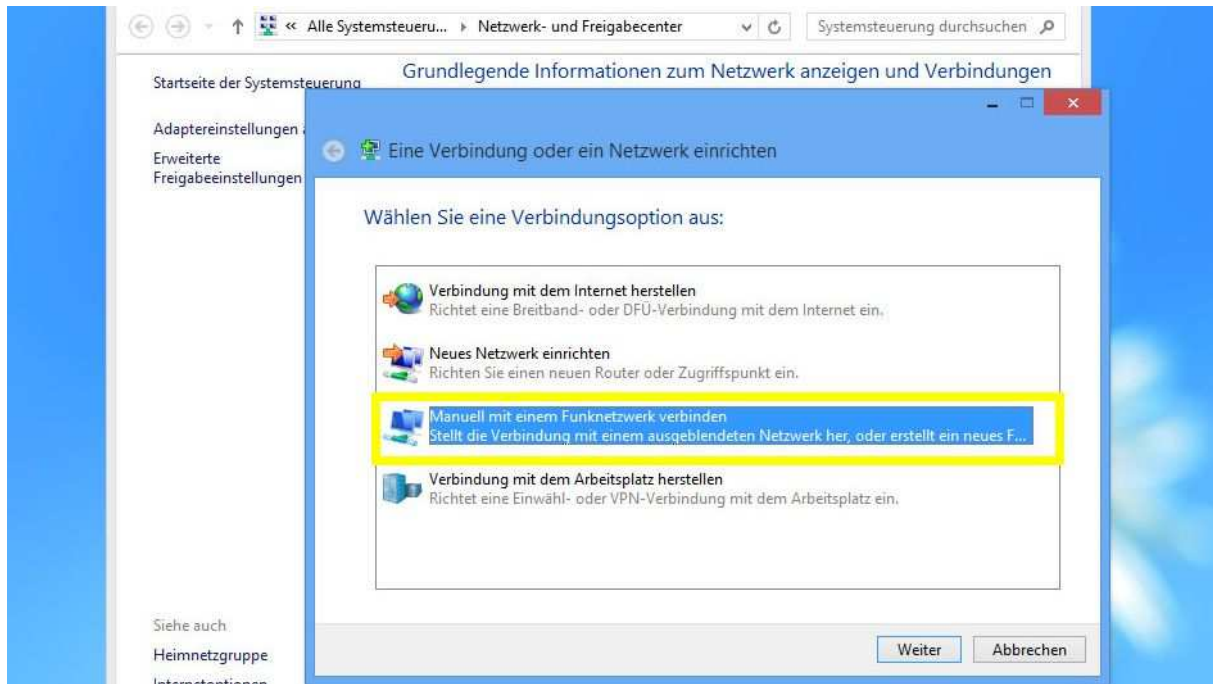 « Alle Systemsteueru... Netzwerk- und Freigabecenter
Systemsteuerung durchsuchen
Startseite der Systemsteuerung
Grundlegende Informationen zum Netzwerk anzeigen und Verbindungen
Adaptereinstellungen
Erweiterte
Freigabeeinstellungen
Eine Verbindung oder ein Netzwerk einrichten
Wählen Sie eine Verbindungsoption aus:
Verbindung mit dem Internet herstellen
Richtet eine Breitband- oder DFÜ-Verbindung mit dem Internet ein.
Neues Netzwerk einrichten
Richten Sie einen neuen Router oder Zugriffspunkt ein.
Manuell mit einem Funknetzwerk verbinden
Stellt die Verbindung mit einem ausgeblendeten Netzwerk her, oder erstellt ein neues F...
Verbindung mit dem Arbeitsplatz herstellen
Richtet eine Einwähl- oder VPN-Verbindung mit dem Arbeitsplatz ein.
Siehe auch
Heimnetzgruppe
Internetoptionen
Weiter
Abbrechen